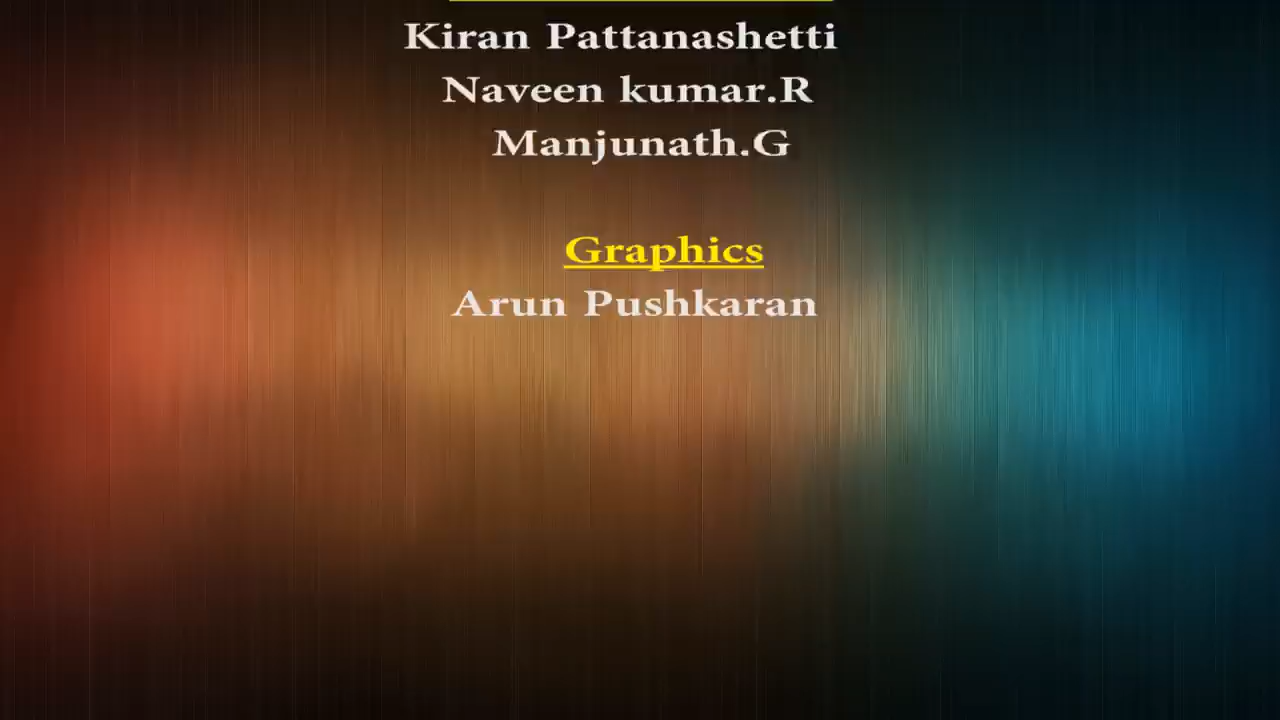 Kiran Pattanashetti
Naveen kumar.R
Manjunath.G
Graphics
Arun Pushkaran